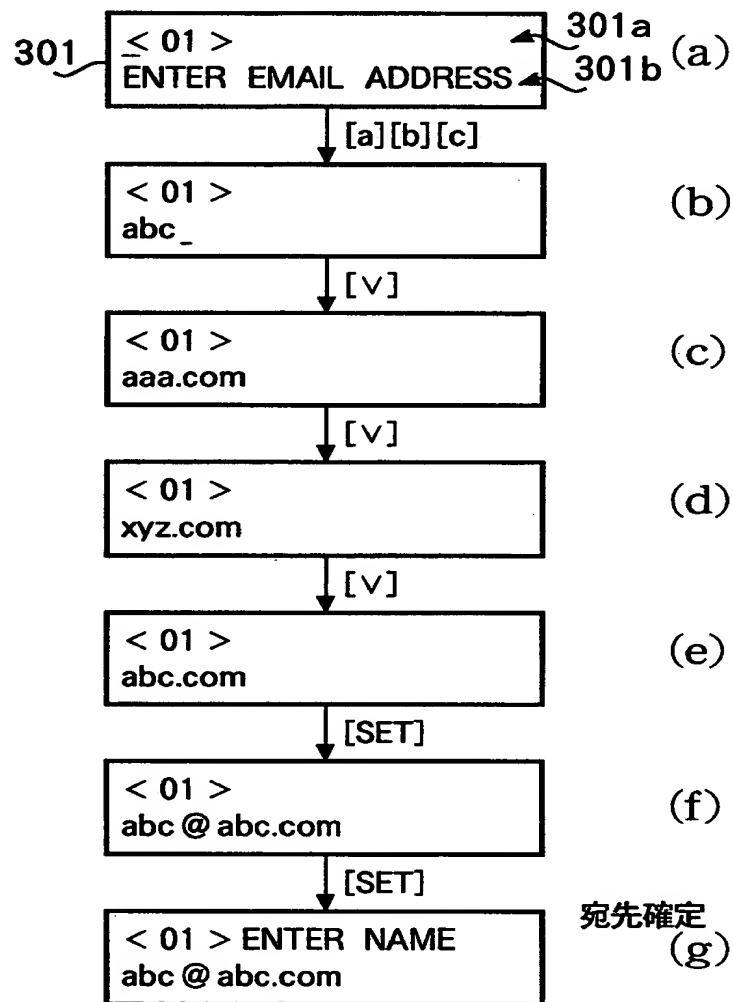 301
< 01 >
301a
(a)
ENTER EMAIL ADDRESS
301b
[a][b][c]
< 01 >
(b)
abc_
[∨]
< 01 >
(c)
aaa.com
[∨]
< 01 >
(d)
xyz.com
[∨]
< 01 >
(e)
abc.com
[SET]
< 01 >
(f)
abc@abc.com
[SET]
宛先確定
< 01 > ENTER NAME
(g)
abc@abc.com